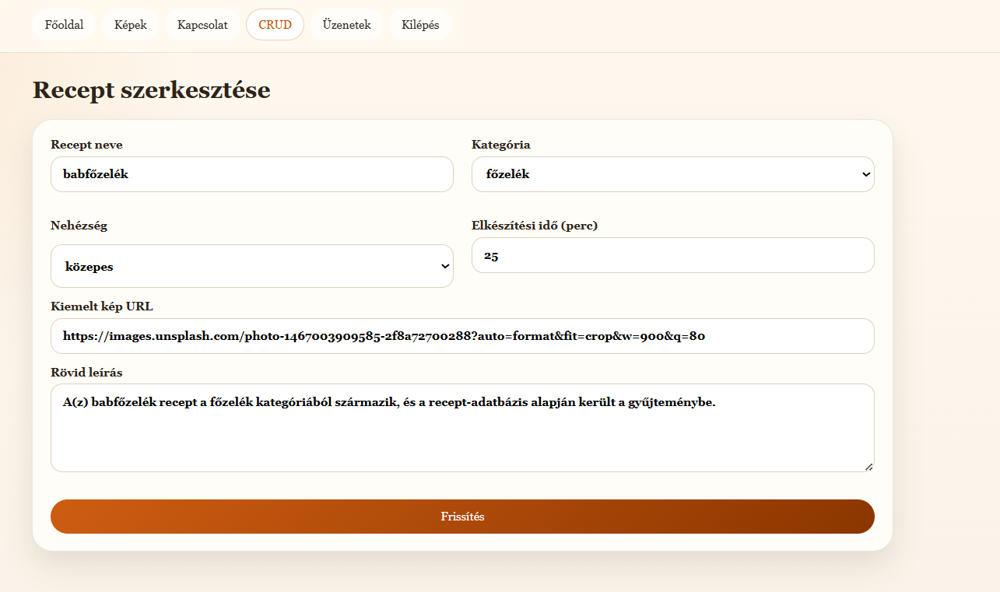 Főoldal Képek Kapcsolat CRUD Üzenetek Kilépés
Recept szerkesztése
Recept neve Kategória
babfőzelék főzelék
Nehézség Elkészítési idő (perc)
közepes 25
Kiemelt kép URL
https://images.unsplash.com/photo-1467003909585-2f8a72700288?auto=format&fit=crop&w=900&q=80
Rövid leírás
A(z) babfőzelék recept a főzelék kategóriából származik, és a recept-adatbázis alapján került a gyűjteménybe.
Frissítés